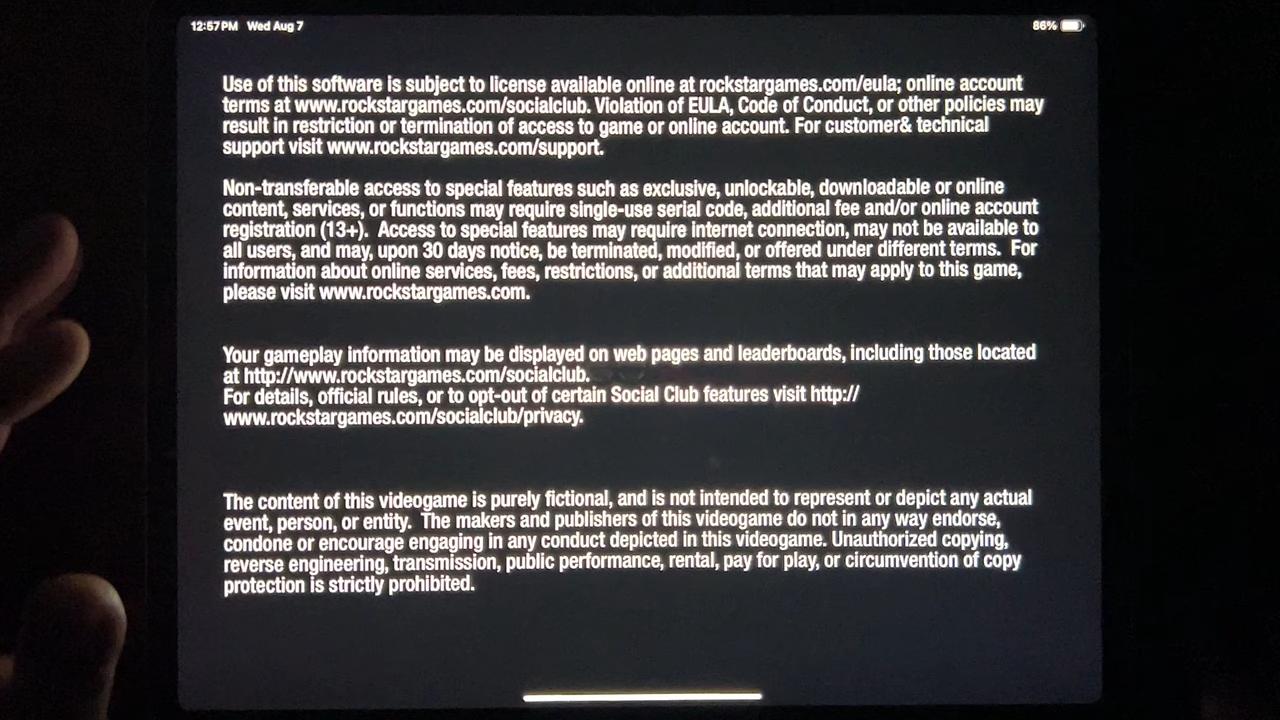 12:57 PM Wed Aug 7
86%
Use of this software is subject to license available online at rockstargames.com/eula; online account
terms at www.rockstargames.com/socialclub. Violation of EULA, Code of Conduct, or other policies may
result in restriction or termination of access to game or online account. For customer& technical
support visit www.rockstargames.com/support.
Non-transferable access to special features such as exclusive, unlockable, downloadable or online
content, services, or functions may require single-use serial code, additional fee and/or online account
registration (13+).  Access to special features may require internet connection, may not be available to
all users, and may, upon 30 days notice, be terminated, modified, or offered under different terms.  For
information about online services, fees, restrictions, or additional terms that may apply to this game,
please visit www.rockstargames.com.
Your gameplay information may be displayed on web pages and leaderboards, including those located
at http://www.rockstargames.com/socialclub.
For details, official rules, or to opt-out of certain Social Club features visit http://
www.rockstargames.com/socialclub/privacy.
The content of this videogame is purely fictional, and is not intended to represent or depict any actual
event, person, or entity.  The makers and publishers of this videogame do not in any way endorse,
condone or encourage engaging in any conduct depicted in this videogame. Unauthorized copying,
reverse engineering, transmission, public performance, rental, pay for play, or circumvention of copy
protection is strictly prohibited.